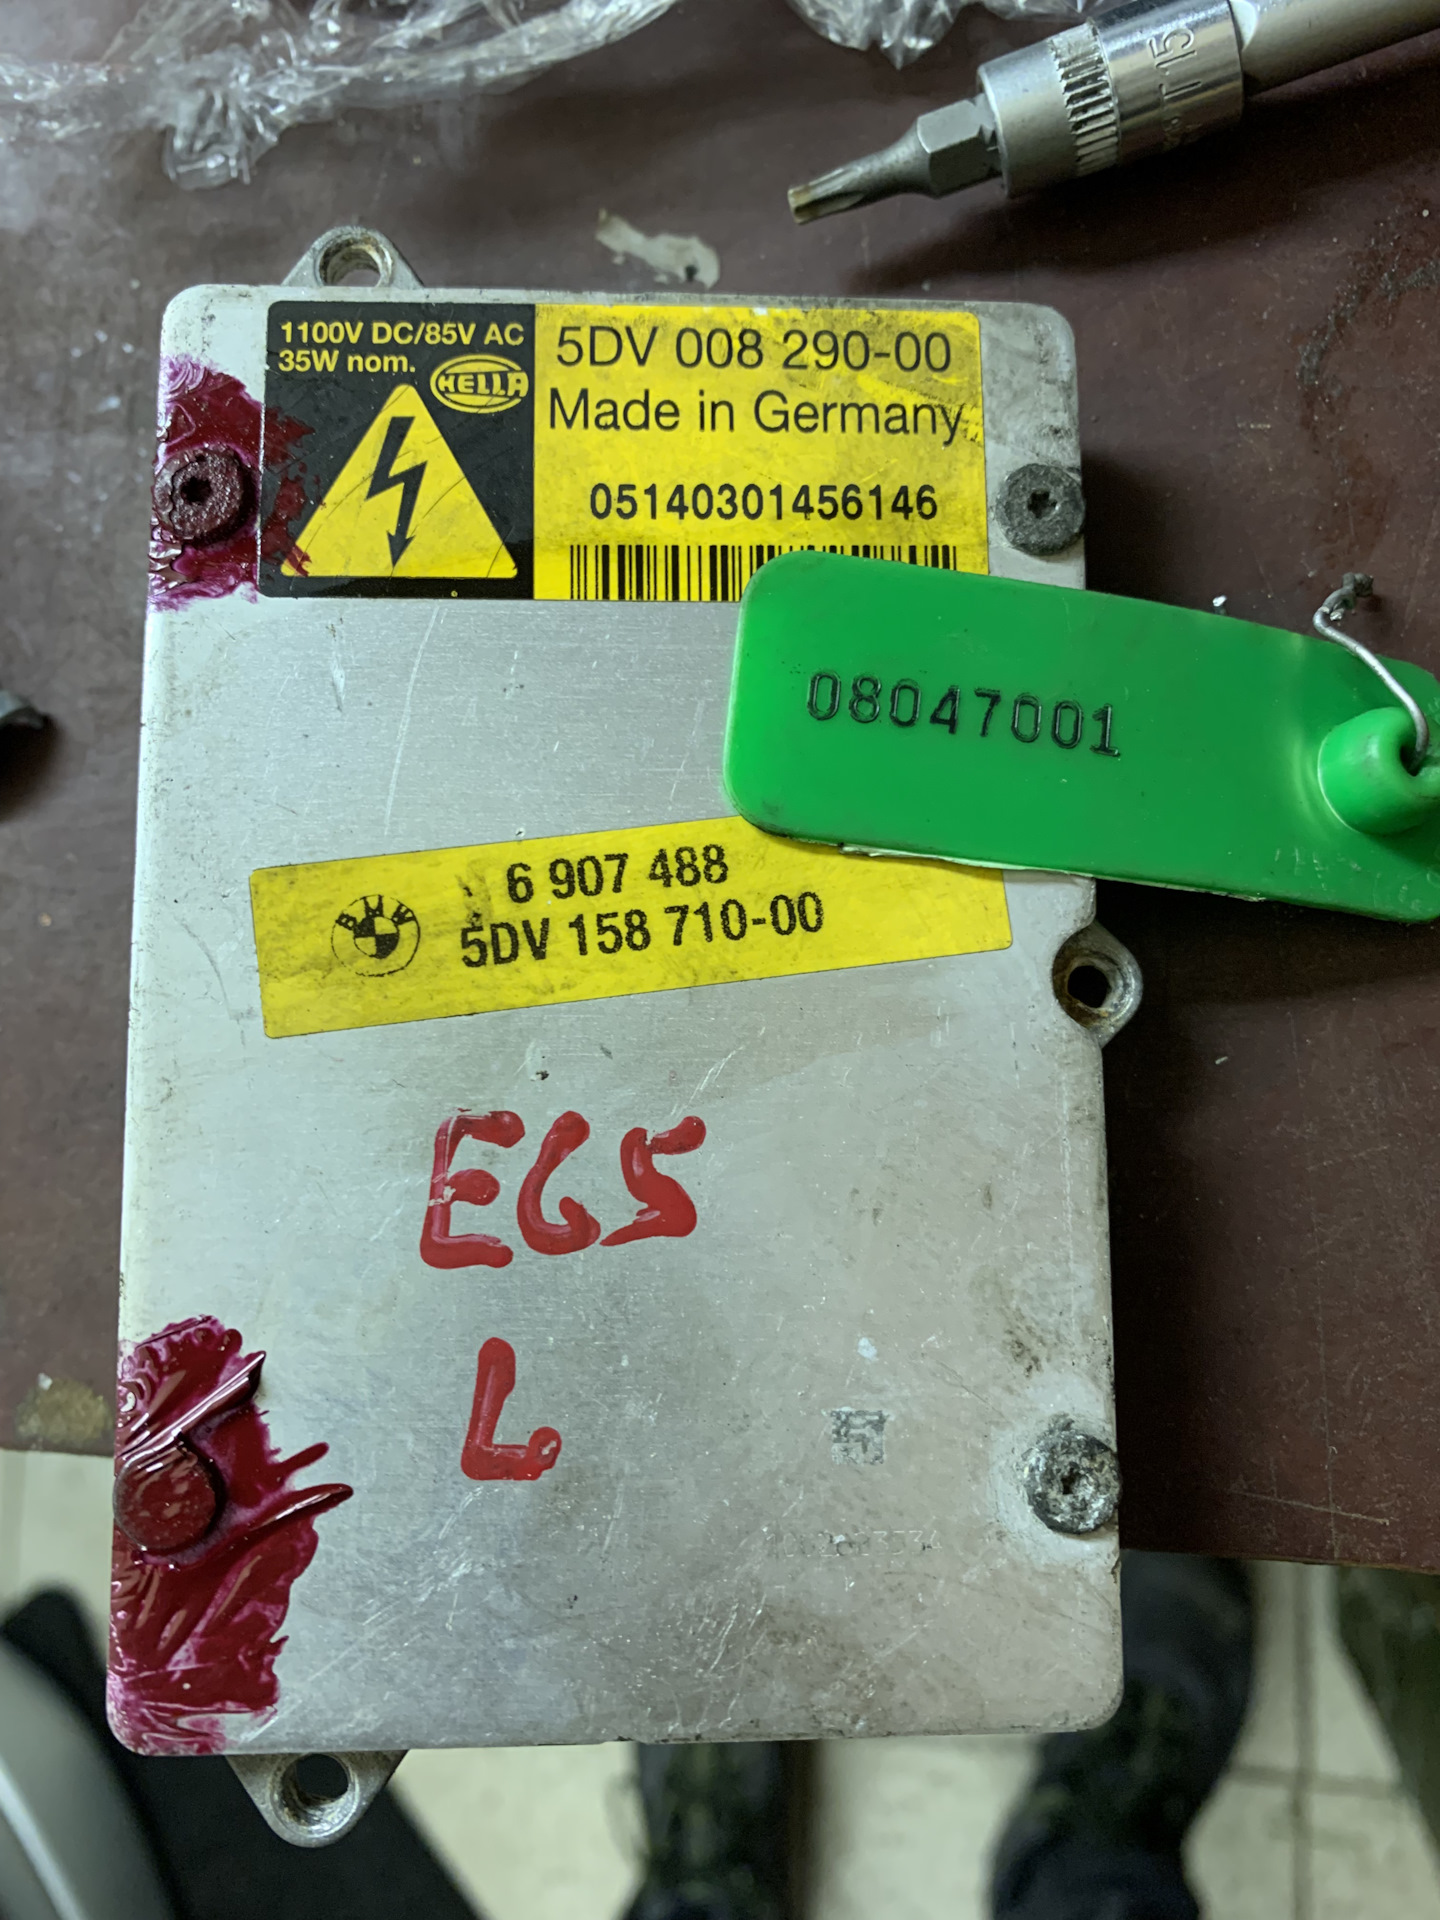 T15
1100V DC/85V AC
35W nom.
HELLA
5DV 008 290-00
Made in Germany
05140301456146
08047001
BMW
6 907 488
5DV 158 710-00
E65
L